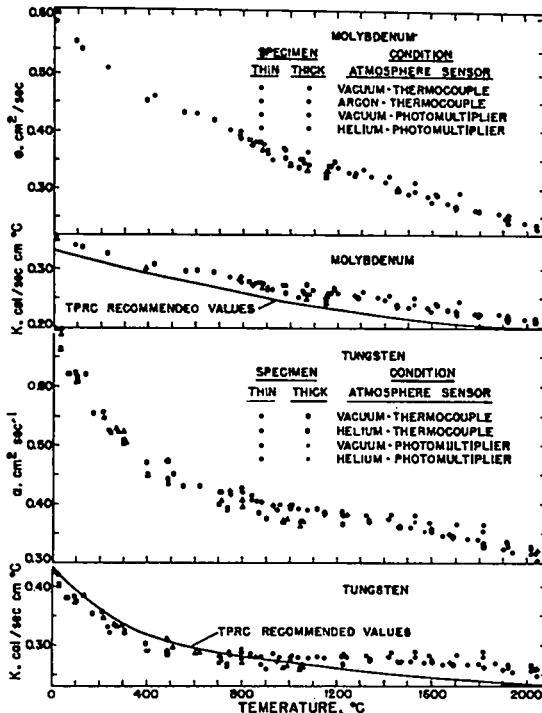 MOLYBDENUM
SPECIMEN CONDITION
THIN THICK ATMOSPHERE SENSOR
VACUUM-THERMOCOUPLE
ARGON-THERMOCOUPLE
VACUUM-PHOTOMULTIPLIER
HELIUM-PHOTOMULTIPLIER
0.60
0.50
0.40
0.30
α. cm²/sec
MOLYBDENUM
TPRC RECOMMENDED VALUES
0.30
0.20
K. cal/sec cm °C
TUNGSTEN
SPECIMEN CONDITION
THIN THICK ATMOSPHERE SENSOR
VACUUM-THERMOCOUPLE
HELIUM-THERMOCOUPLE
VACUUM-PHOTOMULTIPLIER
HELIUM-PHOTOMULTIPLIER
0.50
0.40
0.30
α. cm² sec⁻¹
TUNGSTEN
TPRC RECOMMENDED VALUES
0.40
0.30
K. cal/sec cm °C
0 400 800 1200 1600 2000
TEMERATURE, °C